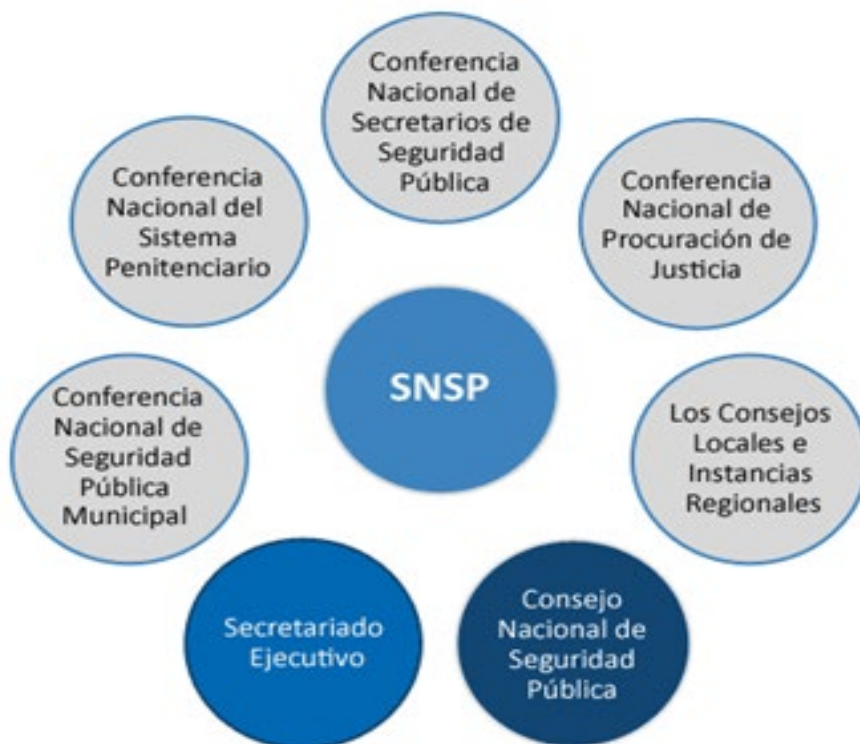 Conferencia
Nacional de
Secretarios de
Seguridad
Pública
Conferencia
Nacional del
Sistema
Penitenciario
Conferencia
Nacional de
Procuración de
Justicia
SNSP
Conferencia
Nacional de
Seguridad
Pública
Municipal
Los Consejos
Locales e
Instancias
Regionales
Secretariado
Ejecutivo
Consejo
Nacional de
Seguridad
Pública